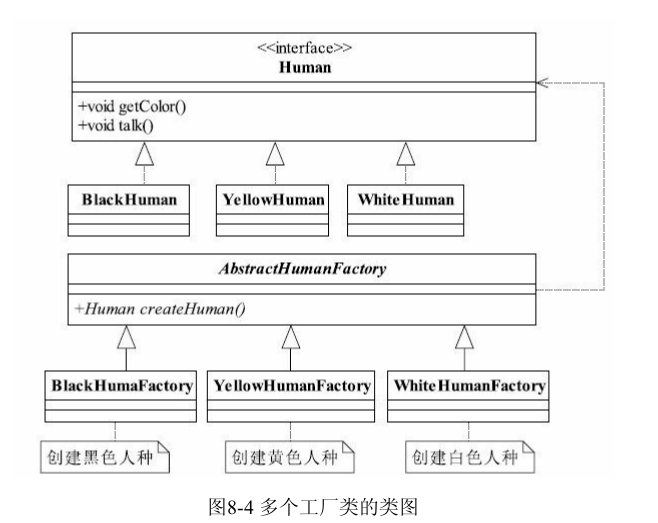 <<interface>>
Human
+void getColor()
+void talk()
BlackHuman YellowHuman WhiteHuman
AbstractHumanFactory
+Human createHuman()
BlackHumaFactory YellowHumanFactory WhiteHumanFactory
创建黑色人种 创建黄色人种 创建白色人种
图8-4 多个工厂类的类图